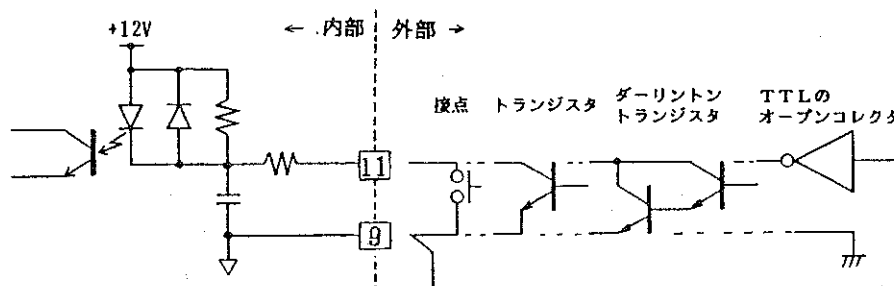 +12V
← 内部 外部 →
接点
トランジスタ
ダーリントン
トランジスタ
TTLの
オープンコレクタ
11
9